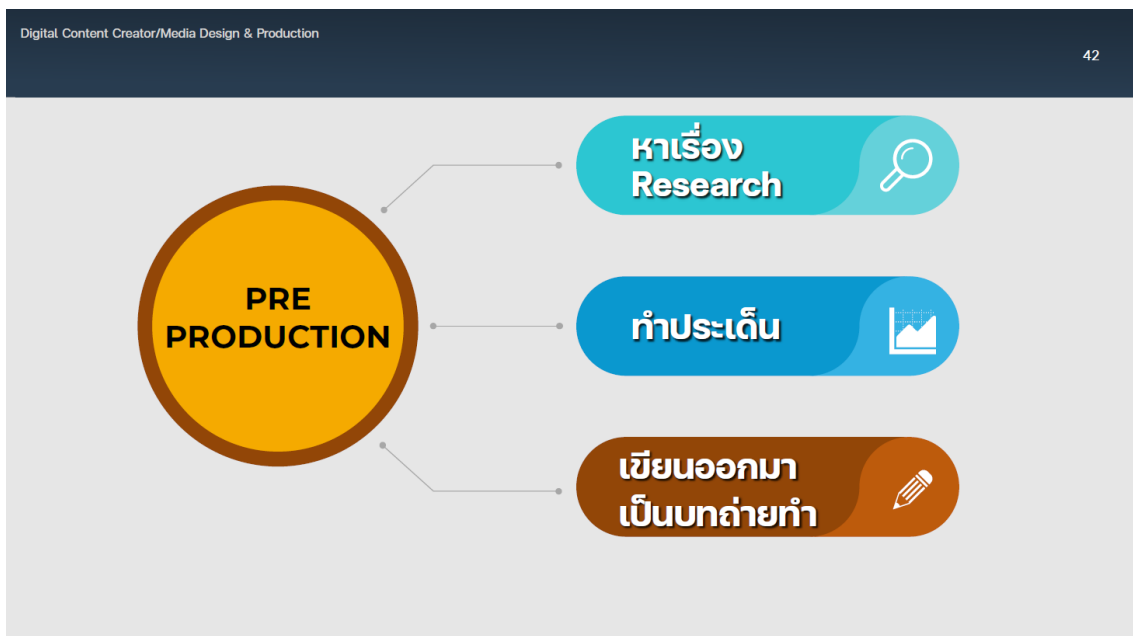 Digital Content Creator/Media Design & Production
42
หาเรื่อง
Research
PRE
PRODUCTION
ทำประเด็น
เขียนออกมา
เป็นบทถ่ายทำ